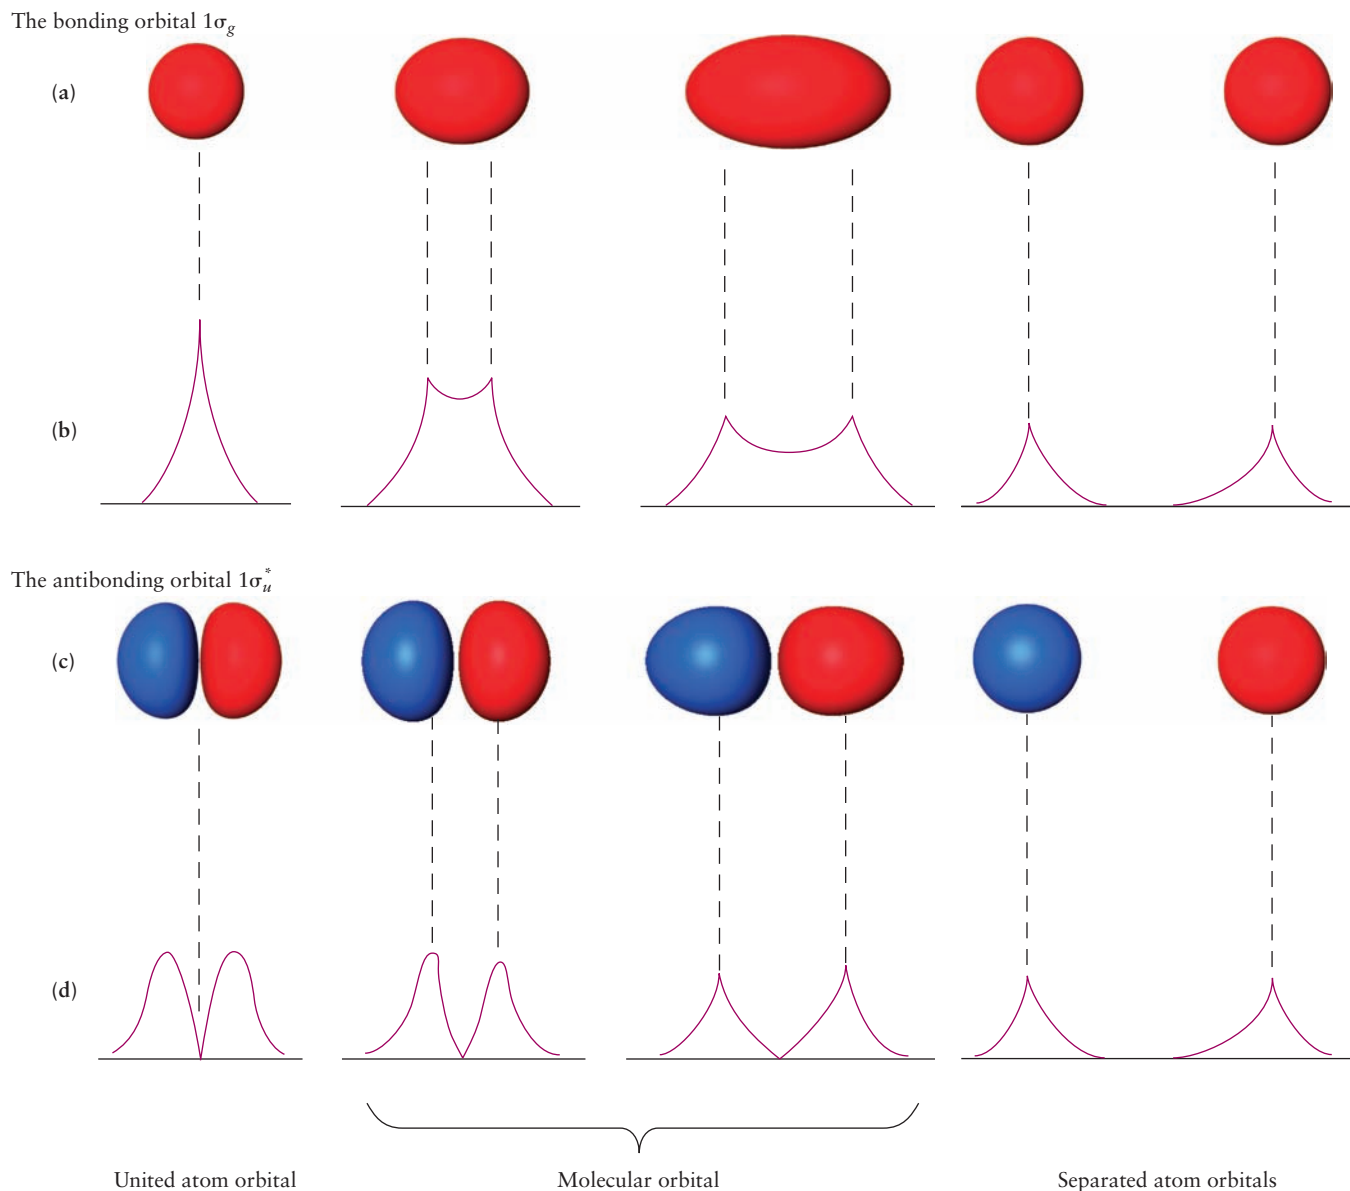 The bonding orbital 1σg
(a)
(b)
The antibonding orbital 1σu*
(c)
(d)
United atom orbital Molecular orbital Separated atom orbitals